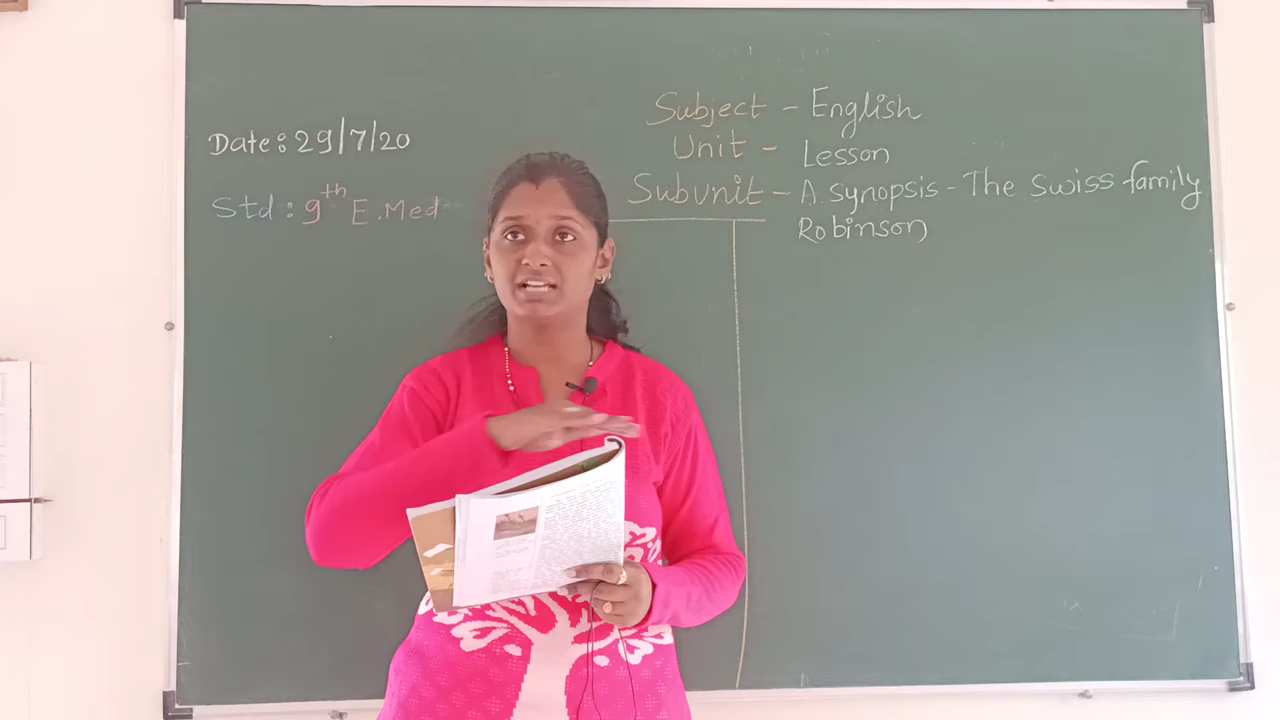 Date: 29/7/20
Std: 9th E.Med
Subject - English
Unit - Lesson
Subunit - A synopsis - The Swiss family
Robinson